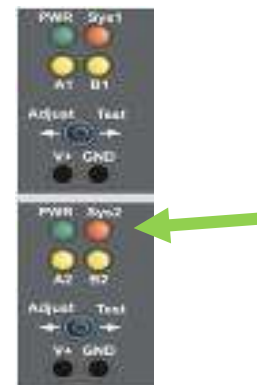 PWR Sys1
A1 B1
Adjust Test
V+ GND
PWR Sys2
A2 B2
Adjust Test
V+ GND